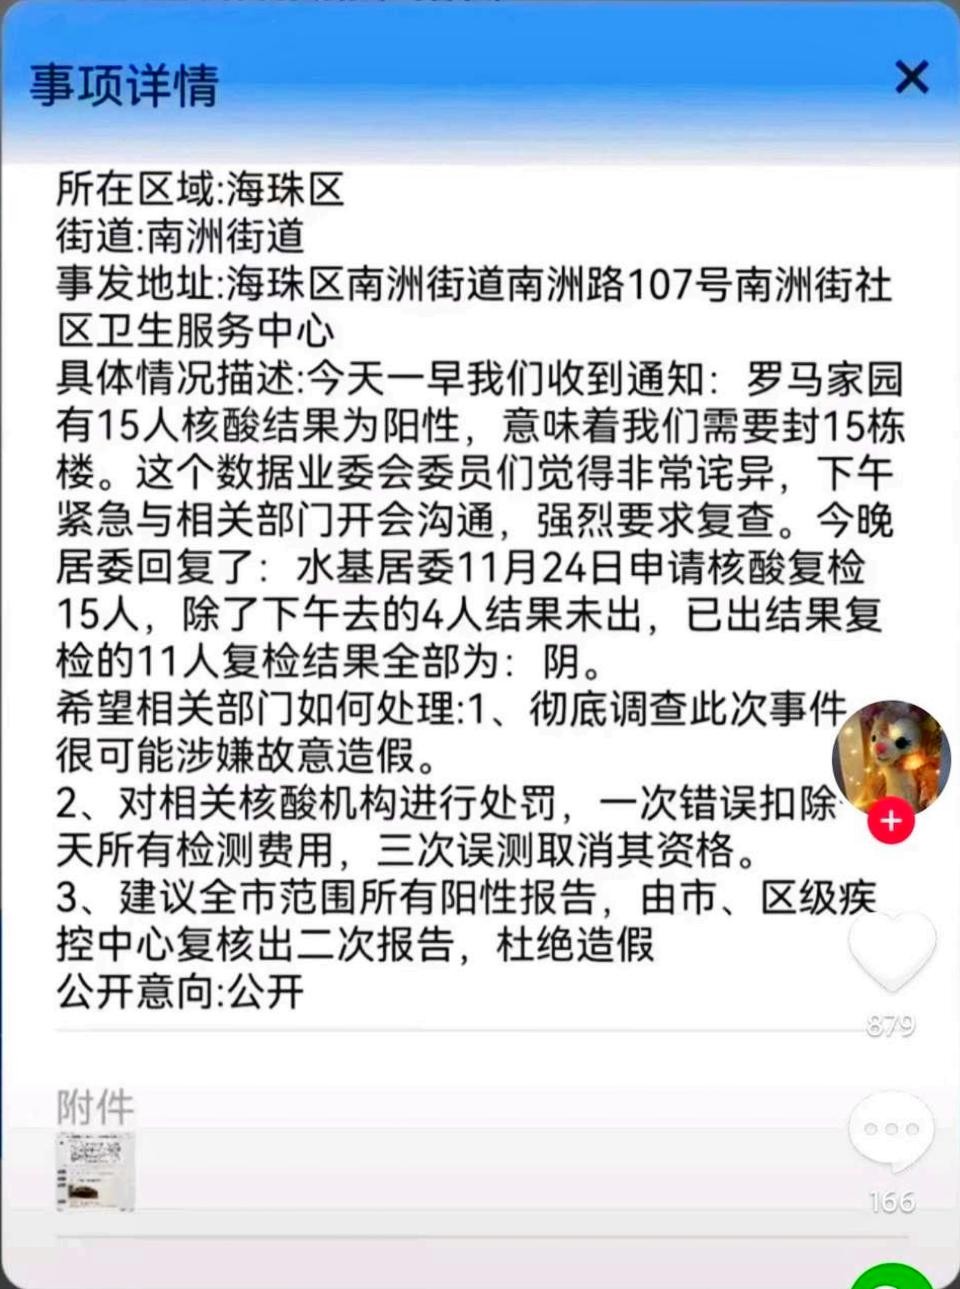 事项详情
所在区域:海珠区
街道:南洲街道
事发地址:海珠区南洲街道南洲路107号南洲街社
区卫生服务中心
具体情况描述:今天一早我们收到通知：罗马家园
有15人核酸结果为阳性，意味着我们需要封15栋
楼。这个数据业委会委员们觉得非常诧异，下午
紧急与相关部门开会沟通，强烈要求复查。今晚
居委回复了：水基居委11月24日申请核酸复检
15人，除了下午去的4人结果未出，已出结果复
检的11人复检结果全部为：阴。
希望相关部门如何处理:1、彻底调查此次事件
很可能涉嫌故意造假。
2、对相关核酸机构进行处罚，一次错误扣除
天所有检测费用，三次误测取消其资格。
3、建议全市范围所有阳性报告，由市、区级疾
控中心复核出二次报告，杜绝造假
公开意向:公开
879
附件
166